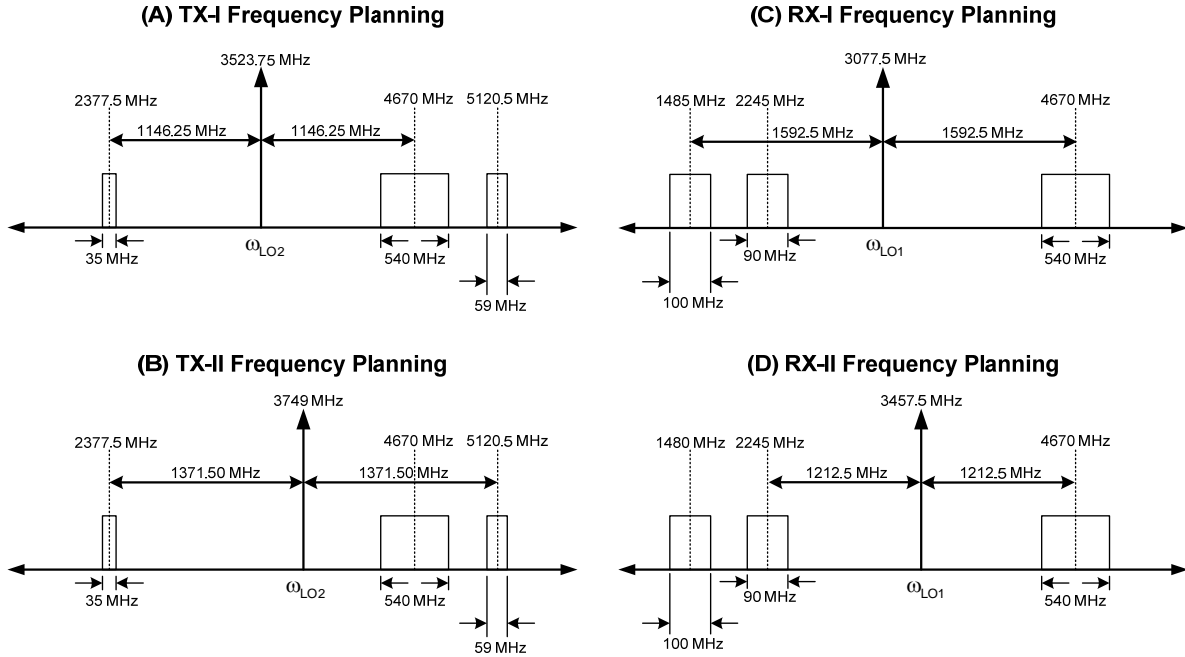 (A) TX-I Frequency Planning
3523.75 MHz
2377.5 MHz
4670 MHz
5120.5 MHz
1146.25 MHz
1146.25 MHz
ωLO2
35 MHz
540 MHz
59 MHz
(C) RX-I Frequency Planning
3077.5 MHz
1485 MHz
2245 MHz
4670 MHz
1592.5 MHz
1592.5 MHz
ωLO1
90 MHz
540 MHz
100 MHz
(B) TX-II Frequency Planning
3749 MHz
2377.5 MHz
4670 MHz
5120.5 MHz
1371.50 MHz
1371.50 MHz
ωLO2
35 MHz
540 MHz
59 MHz
(D) RX-II Frequency Planning
3457.5 MHz
1480 MHz
2245 MHz
4670 MHz
1212.5 MHz
1212.5 MHz
ωLO1
90 MHz
540 MHz
100 MHz